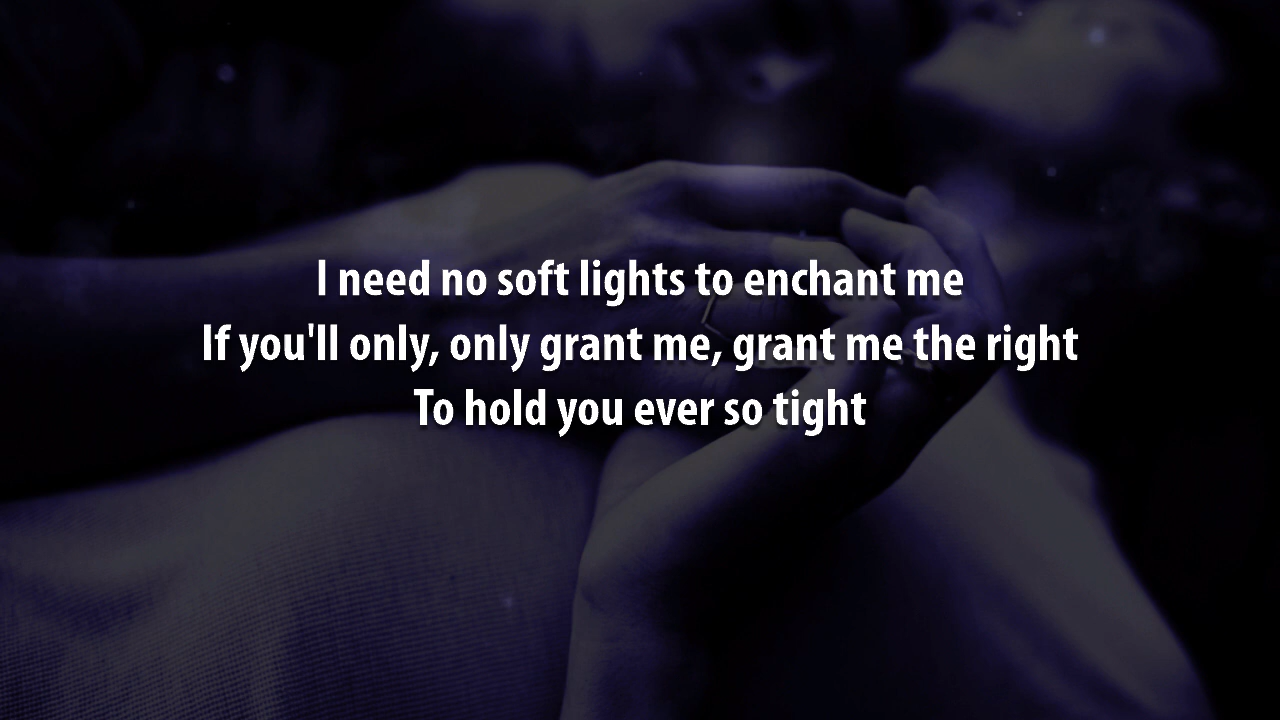 I need no soft lights to enchant me
If you'll only, only grant me, grant me the right
To hold you ever so tight